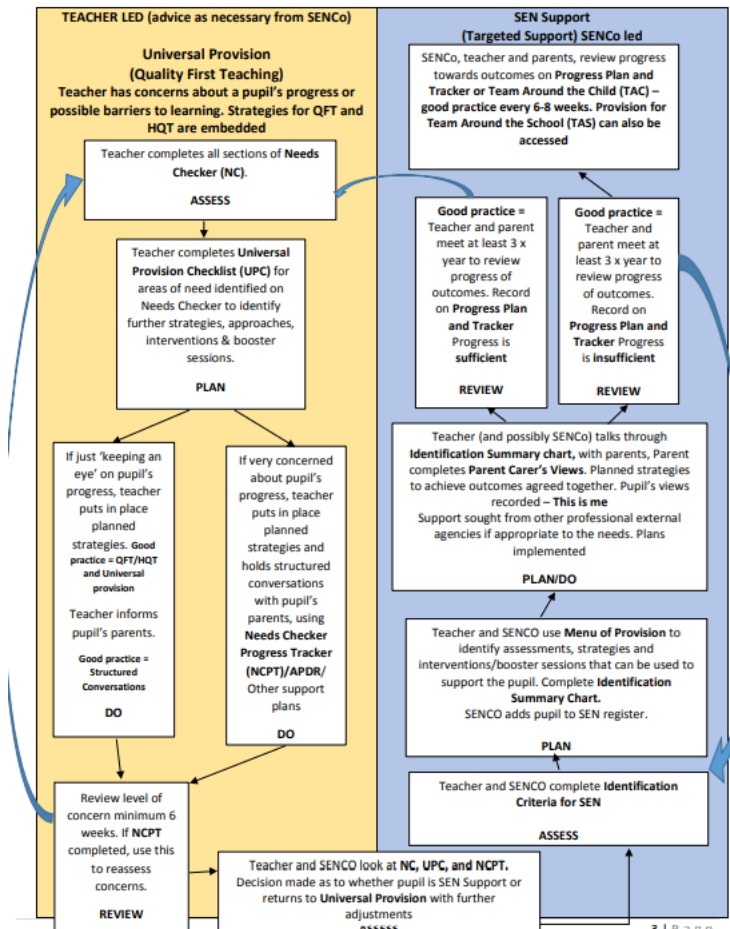 TEACHER LED (advice as necessary from SENCo)
Universal Provision
(Quality First Teaching)
Teacher has concerns about a pupil's progress or
possible barriers to learning. Strategies for QFT and
HQT are embedded
Teacher completes all sections of Needs
Checker (NC).
ASSESS
Teacher completes Universal
Provision Checklist (UPC) for
areas of need identified on
Needs Checker to identify
further strategies, approaches,
interventions & booster
sessions.
PLAN
If just 'keeping an
eye' on pupil's
progress, teacher
puts in place
planned
strategies. Good
practice = QFT/HQT
and Universal
provision
Teacher informs
pupil's parents.
Good practice =
Structured
Conversations
DO
If very concerned
about pupil's
progress, teacher
puts in place
planned
strategies and
holds structured
conversations
with pupil's
parents, using
Needs Checker
Progress Tracker
(NCPT)/APDR/
Other support
plans
DO
Review level of
concern minimum 6
weeks. If NCPT
completed, use this
to reassess
concerns.
REVIEW
Teacher and SENCO look at NC, UPC, and NCPT.
Decision made as to whether pupil is SEN Support or
returns to Universal Provision with further
adjustments
ASSESS
SEN Support
(Targeted Support) SENCo led
SENCo, teacher and parents, review progress
towards outcomes on Progress Plan and
Tracker or Team Around the Child (TAC) –
good practice every 6-8 weeks. Provision for
Team Around the School (TAS) can also be
accessed
Good practice =
Teacher and parent
meet at least 3 x
year to review
progress of
outcomes. Record
on Progress Plan
and Tracker
Progress is
sufficient
REVIEW
Good practice =
Teacher and
parent meet at
least 3 x year to
review progress
of outcomes.
Record on
Progress Plan and
Tracker Progress
is insufficient
REVIEW
Teacher (and possibly SENCo) talks through
Identification Summary chart, with parents, Parent
completes Parent Carer's Views. Planned strategies
to achieve outcomes agreed together. Pupil's views
recorded – This is me
Support sought from other professional external
agencies if appropriate to the needs. Plans
implemented
PLAN/DO
Teacher and SENCO use Menu of Provision to
identify assessments, strategies and
interventions/booster sessions that can be used to
support the pupil. Complete Identification
Summary Chart.
SENCO adds pupil to SEN register.
PLAN
Teacher and SENCO complete Identification
Criteria for SEN
ASSESS
3 | Page